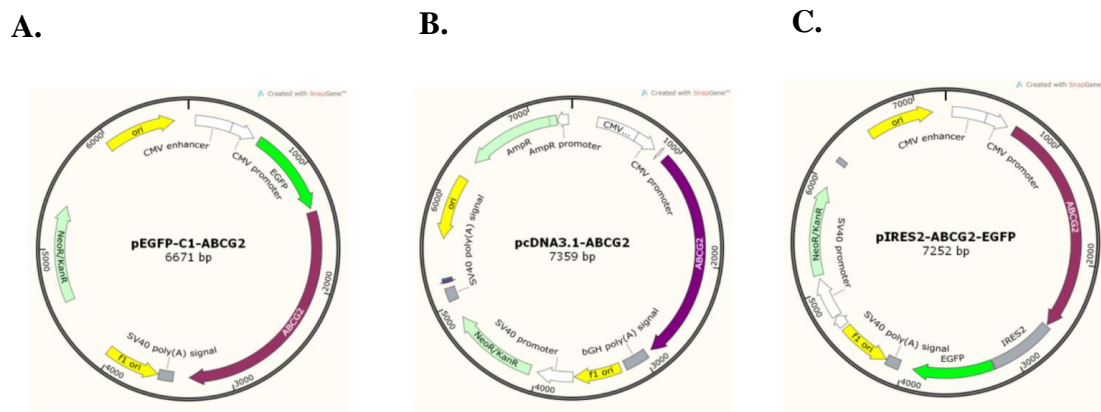 A.
B.
C.
Created with SnapGene™
ori
CMV enhancer
CMV promoter
EGFP
ABCG2
SV40 poly(A) signal
f1 ori
NeoR/KanR
1000
2000
3000
4000
5000
6000
pEGFP-C1-ABCG2
6671 bp
Created with SnapGene™
CMV...
CMV promoter
ABCG2
bGH poly(A) signal
f1 ori
SV40 promoter
NeoR/KanR
SV40 poly(A) signal
ori
AmpR
AmpR promoter
1000
2000
3000
4000
5000
6000
7000
pcDNA3.1-ABCG2
7359 bp
Created with SnapGene™
ori
CMV enhancer
CMV promoter
ABCG2
IRES2
EGFP
SV40 poly(A) signal
f1 ori
SV40 promoter
NeoR/KanR
1000
2000
3000
4000
5000
6000
7000
pIRES2-ABCG2-EGFP
7252 bp